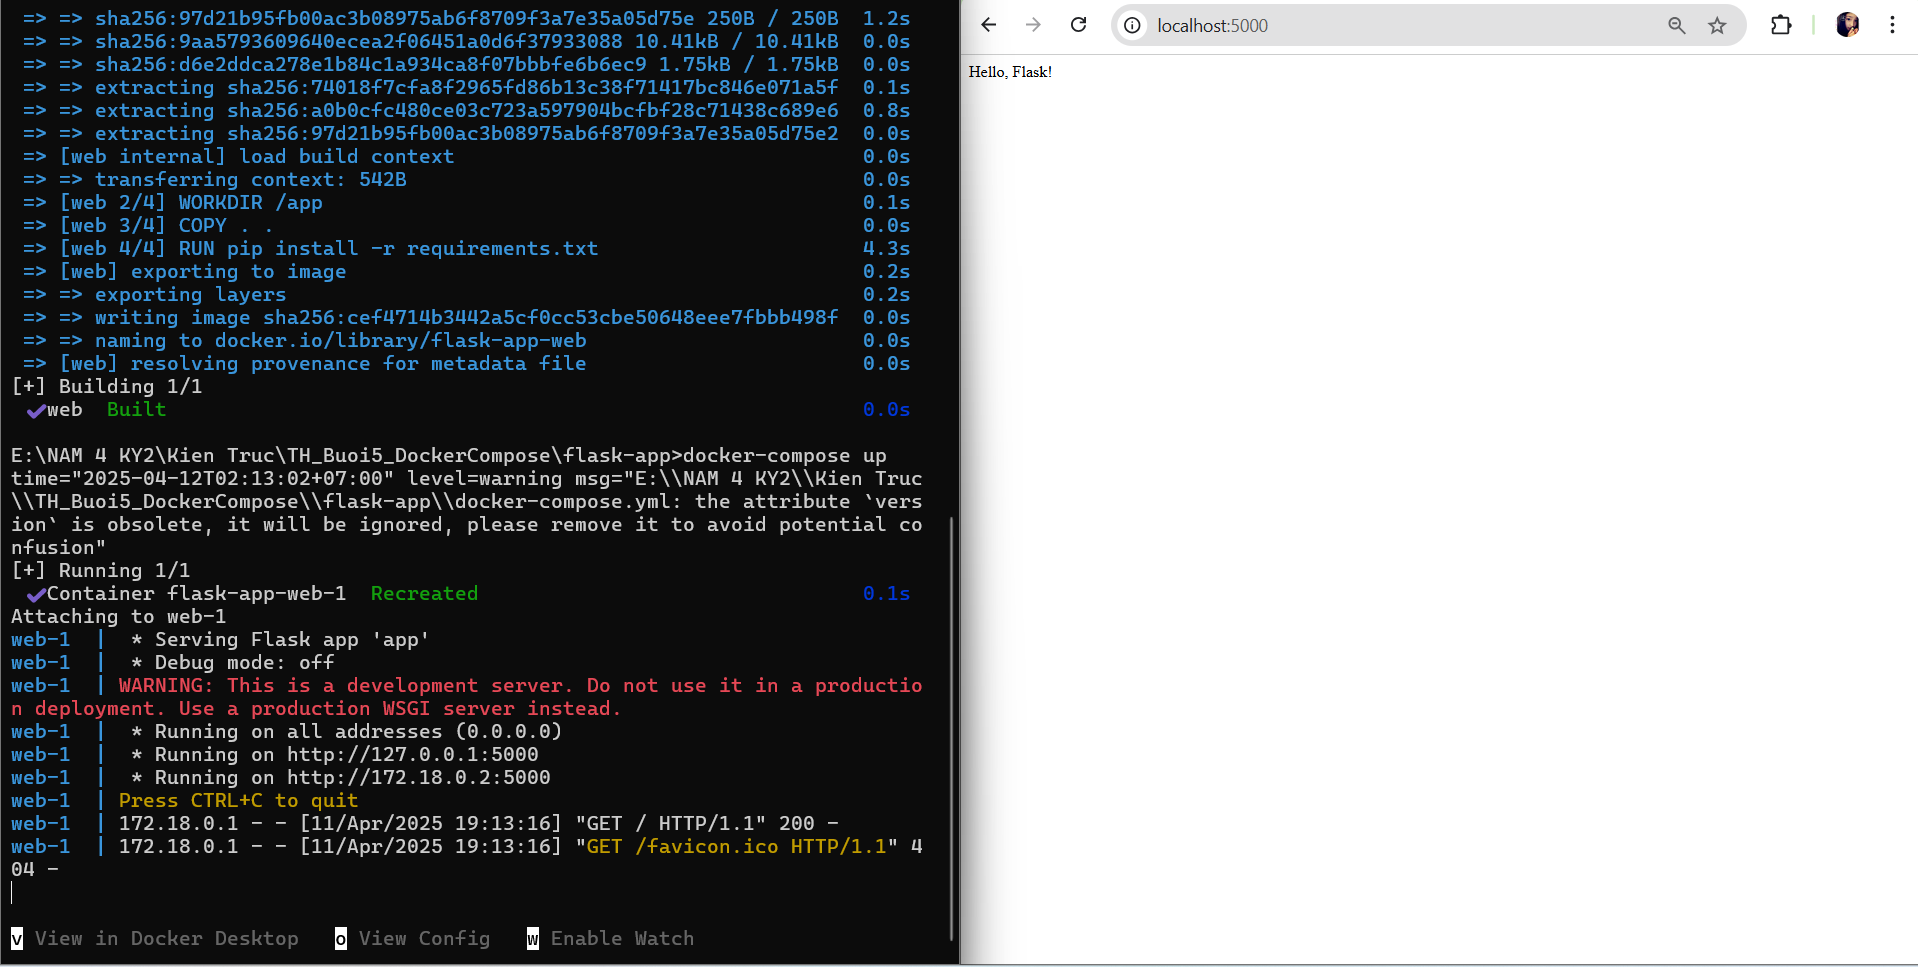 => => sha256:97d21b95fb00ac3b08975ab6f8709f3a7e35a05d75e 250B / 250B 1.2s
=> => sha256:9aa5793609640ecea2f06451a0d6f37933088 10.41kB / 10.41kB 0.0s
=> => sha256:d6e2ddca278e1b84c1a934ca8f07bbbfe6b6ec9 1.75kB / 1.75kB 0.0s
=> => extracting sha256:74018f7cfa8f2965fd86b13c38f71417bc846e071a5f 0.1s
=> => extracting sha256:a0b0cfc480ce03c723a597904bcfbf28c71438c689e6 0.8s
=> => extracting sha256:97d21b95fb00ac3b08975ab6f8709f3a7e35a05d75e2 0.0s
=> [web internal] load build context 0.0s
=> => transferring context: 542B 0.0s
=> [web 2/4] WORKDIR /app 0.1s
=> [web 3/4] COPY . . 0.0s
=> [web 4/4] RUN pip install -r requirements.txt 4.3s
=> [web] exporting to image 0.2s
=> => exporting layers 0.2s
=> => writing image sha256:cef4714b3442a5cf0cc53cbe50648eee7fbbb498f 0.0s
=> => naming to docker.io/library/flask-app-web 0.0s
=> [web] resolving provenance for metadata file 0.0s
[+] Building 1/1
✔web Built 0.0s
E:\NAM 4 KY2\Kien Truc\TH_Buoi5_DockerCompose\flask-app>docker-compose up
time="2025-04-12T02:13:02+07:00" level=warning msg="E:\\NAM 4 KY2\\Kien Truc
\\TH_Buoi5_DockerCompose\\flask-app\\docker-compose.yml: the attribute `vers
ion` is obsolete, it will be ignored, please remove it to avoid potential co
nfusion"
[+] Running 1/1
✔Container flask-app-web-1 Recreated 0.1s
Attaching to web-1
web-1 | * Serving Flask app 'app'
web-1 | * Debug mode: off
web-1 | WARNING: This is a development server. Do not use it in a productio
n deployment. Use a production WSGI server instead.
web-1 | * Running on all addresses (0.0.0.0)
web-1 | * Running on http://127.0.0.1:5000
web-1 | * Running on http://172.18.0.2:5000
web-1 | Press CTRL+C to quit
web-1 | 172.18.0.1 - - [11/Apr/2025 19:13:16] "GET / HTTP/1.1" 200 -
web-1 | 172.18.0.1 - - [11/Apr/2025 19:13:16] "GET /favicon.ico HTTP/1.1" 4
04 -
v View in Docker Desktop o View Config w Enable Watch
localhost:5000
Hello, Flask!